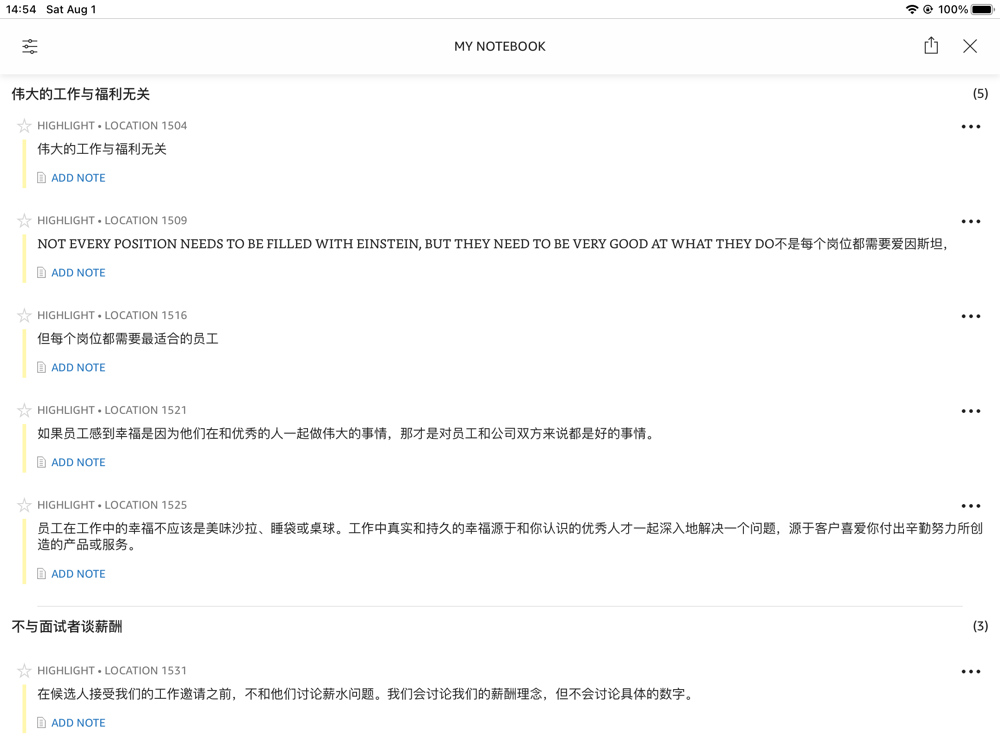 14:54 Sat Aug 1 100%
MY NOTEBOOK
伟大的工作与福利无关 (5)
HIGHLIGHT • LOCATION 1504
伟大的工作与福利无关
ADD NOTE
HIGHLIGHT • LOCATION 1509
NOT EVERY POSITION NEEDS TO BE FILLED WITH EINSTEIN, BUT THEY NEED TO BE VERY GOOD AT WHAT THEY DO不是每个岗位都需要爱因斯坦，
ADD NOTE
HIGHLIGHT • LOCATION 1516
但每个岗位都需要最适合的员工
ADD NOTE
HIGHLIGHT • LOCATION 1521
如果员工感到幸福是因为他们在和优秀的人一起做伟大的事情，那才是对员工和公司双方来说都是好的事情。
ADD NOTE
HIGHLIGHT • LOCATION 1525
员工在工作中的幸福不应该是美味沙拉、睡袋或桌球。工作中真实和持久的幸福源于和你认识的优秀人才一起深入地解决一个问题，源于客户喜爱你付出辛勤努力所创
造的产品或服务。
ADD NOTE
不与面试者谈薪酬 (3)
HIGHLIGHT • LOCATION 1531
在候选人接受我们的工作邀请之前，不和他们讨论薪水问题。我们会讨论我们的薪酬理念，但不会讨论具体的数字。
ADD NOTE